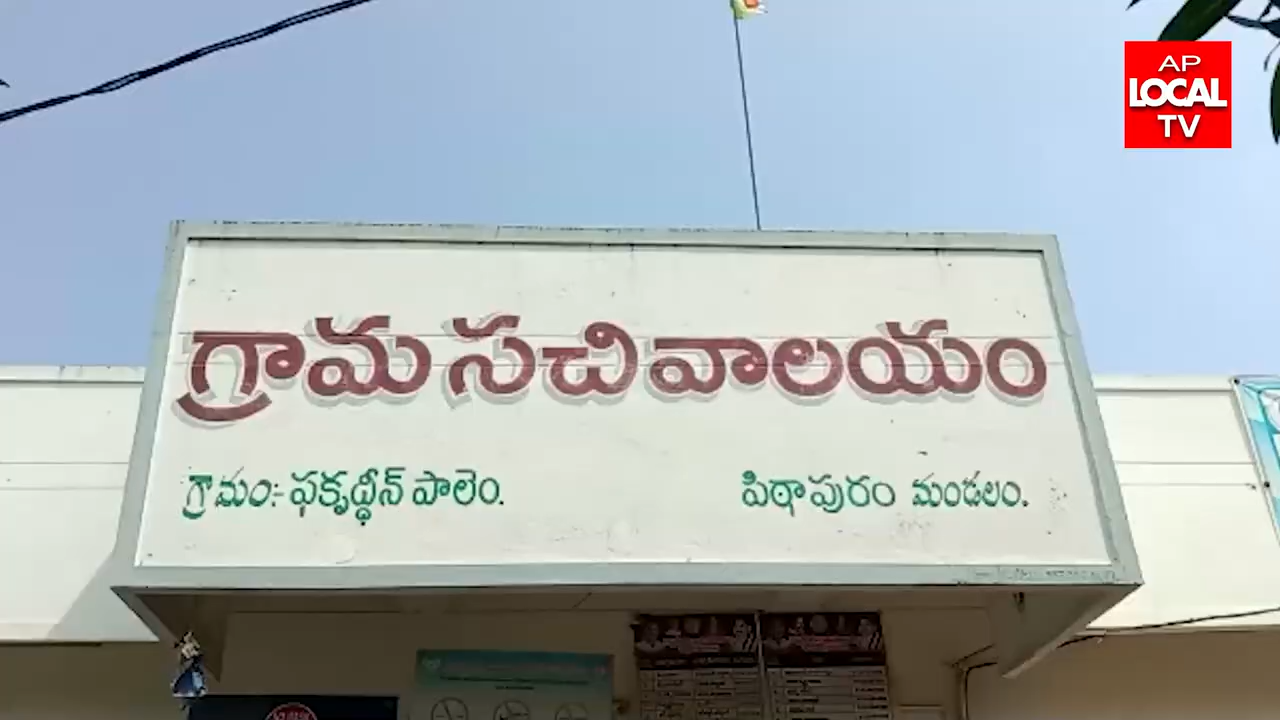 AP
LOCAL
TV
గ్రామ సచివాలయం
గ్రామం:- ఫకృద్ధీన్ పాలెం. పిఠాపురం మండలం.